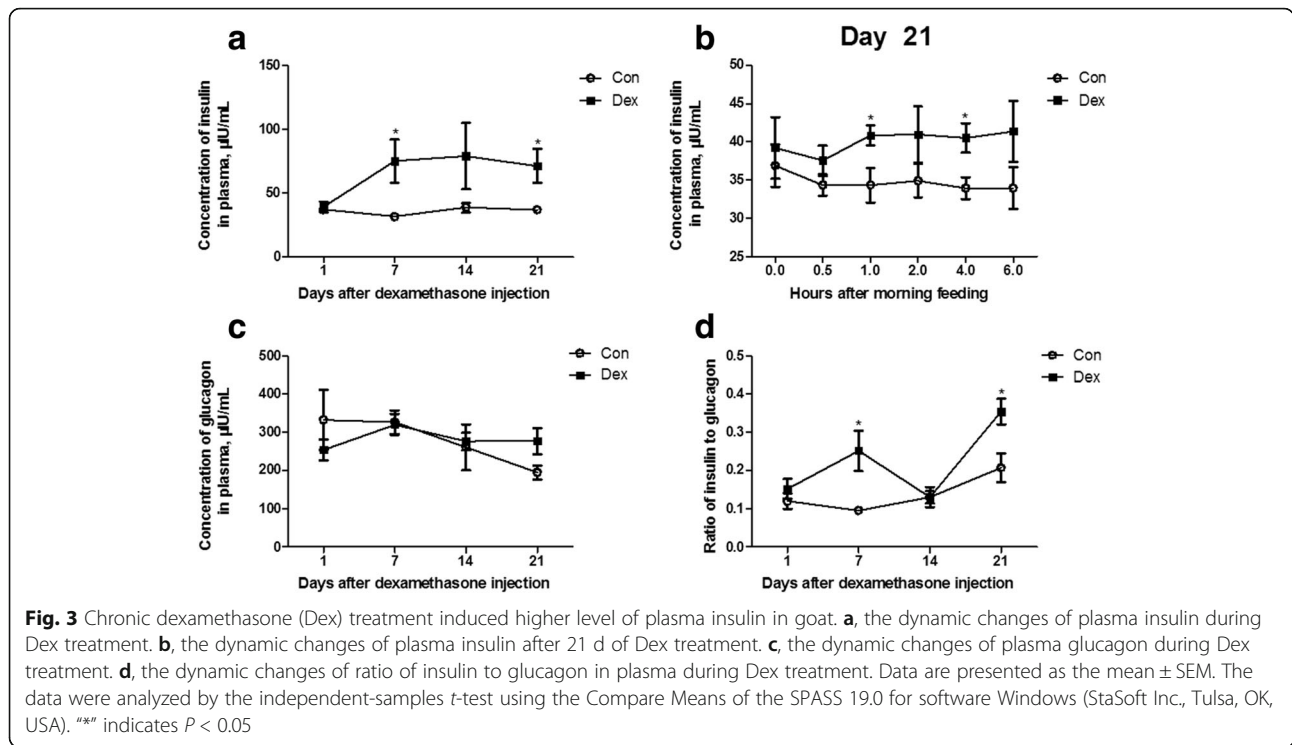 a
150
100
50
0
Concentration of insulin
in plasma, µIU/mL
1 7 14 21
Days after dexamethasone injection
Con
Dex
*
*
b
Day 21
50
45
40
35
30
25
Concentration of insulin
in plasma, µIU/mL
0.0 0.5 1.0 2.0 4.0 6.0
Hours after morning feeding
Con
Dex
*
*
c
500
400
300
200
100
0
Concentration of glucagon
in plasma, µIU/mL
1 7 14 21
Days after dexamethasone injection
Con
Dex
d
0.5
0.4
0.3
0.2
0.1
0.0
Ratio of insulin to glucagon
1 7 14 21
Days after dexamethasone injection
Con
Dex
*
*
Fig. 3 Chronic dexamethasone (Dex) treatment induced higher level of plasma insulin in goat. a, the dynamic changes of plasma insulin during
Dex treatment. b, the dynamic changes of plasma insulin after 21 d of Dex treatment. c, the dynamic changes of plasma glucagon during Dex
treatment. d, the dynamic changes of ratio of insulin to glucagon in plasma during Dex treatment. Data are presented as the mean ± SEM. The
data were analyzed by the independent-samples t-test using the Compare Means of the SPASS 19.0 for software Windows (StaSoft Inc., Tulsa, OK,
USA). “*” indicates P < 0.05